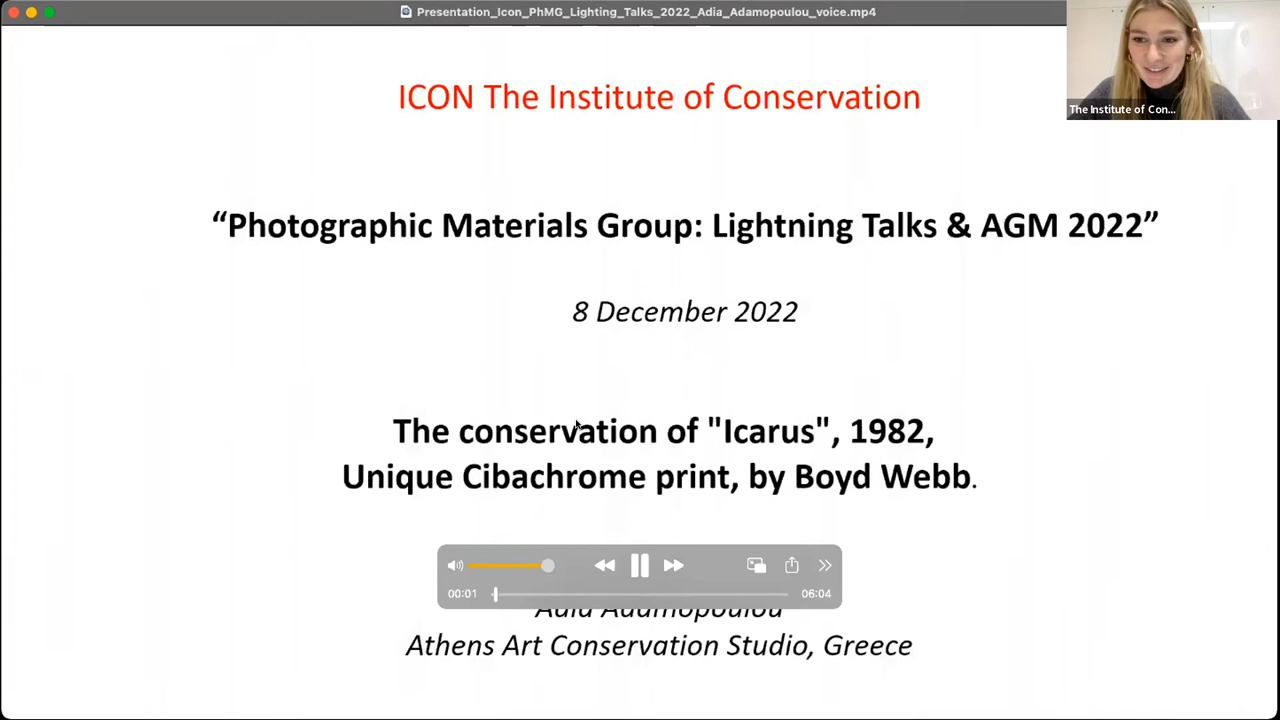 Presentation_Icon_PhMG_Lighting_Talks_2022_Adia_Adamopoulou_voice.mp4
The Institute of Con...
ICON The Institute of Conservation
“Photographic Materials Group: Lightning Talks & AGM 2022”
8 December 2022
The conservation of "Icarus", 1982,
Unique Cibachrome print, by Boyd Webb.
00:01
06:04
Adia Adamopoulou
Athens Art Conservation Studio, Greece